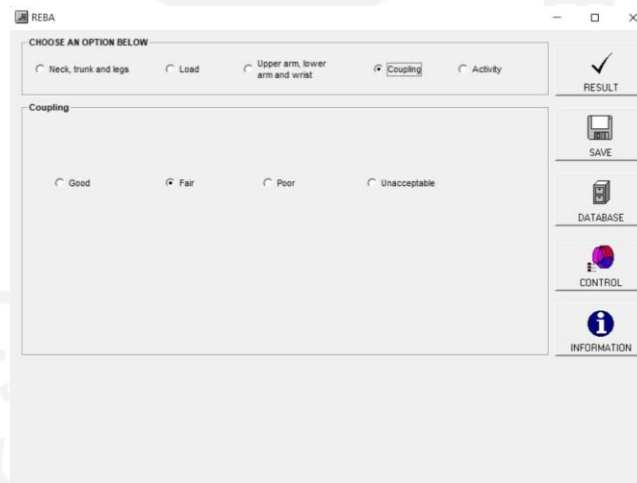 REBA
CHOOSE AN OPTION BELOW
Neck, trunk and legs
Load
Upper arm, lower
arm and wrist
Coupling
Activity
Coupling
Good
Fair
Poor
Unacceptable
RESULT
SAVE
DATABASE
CONTROL
INFORMATION